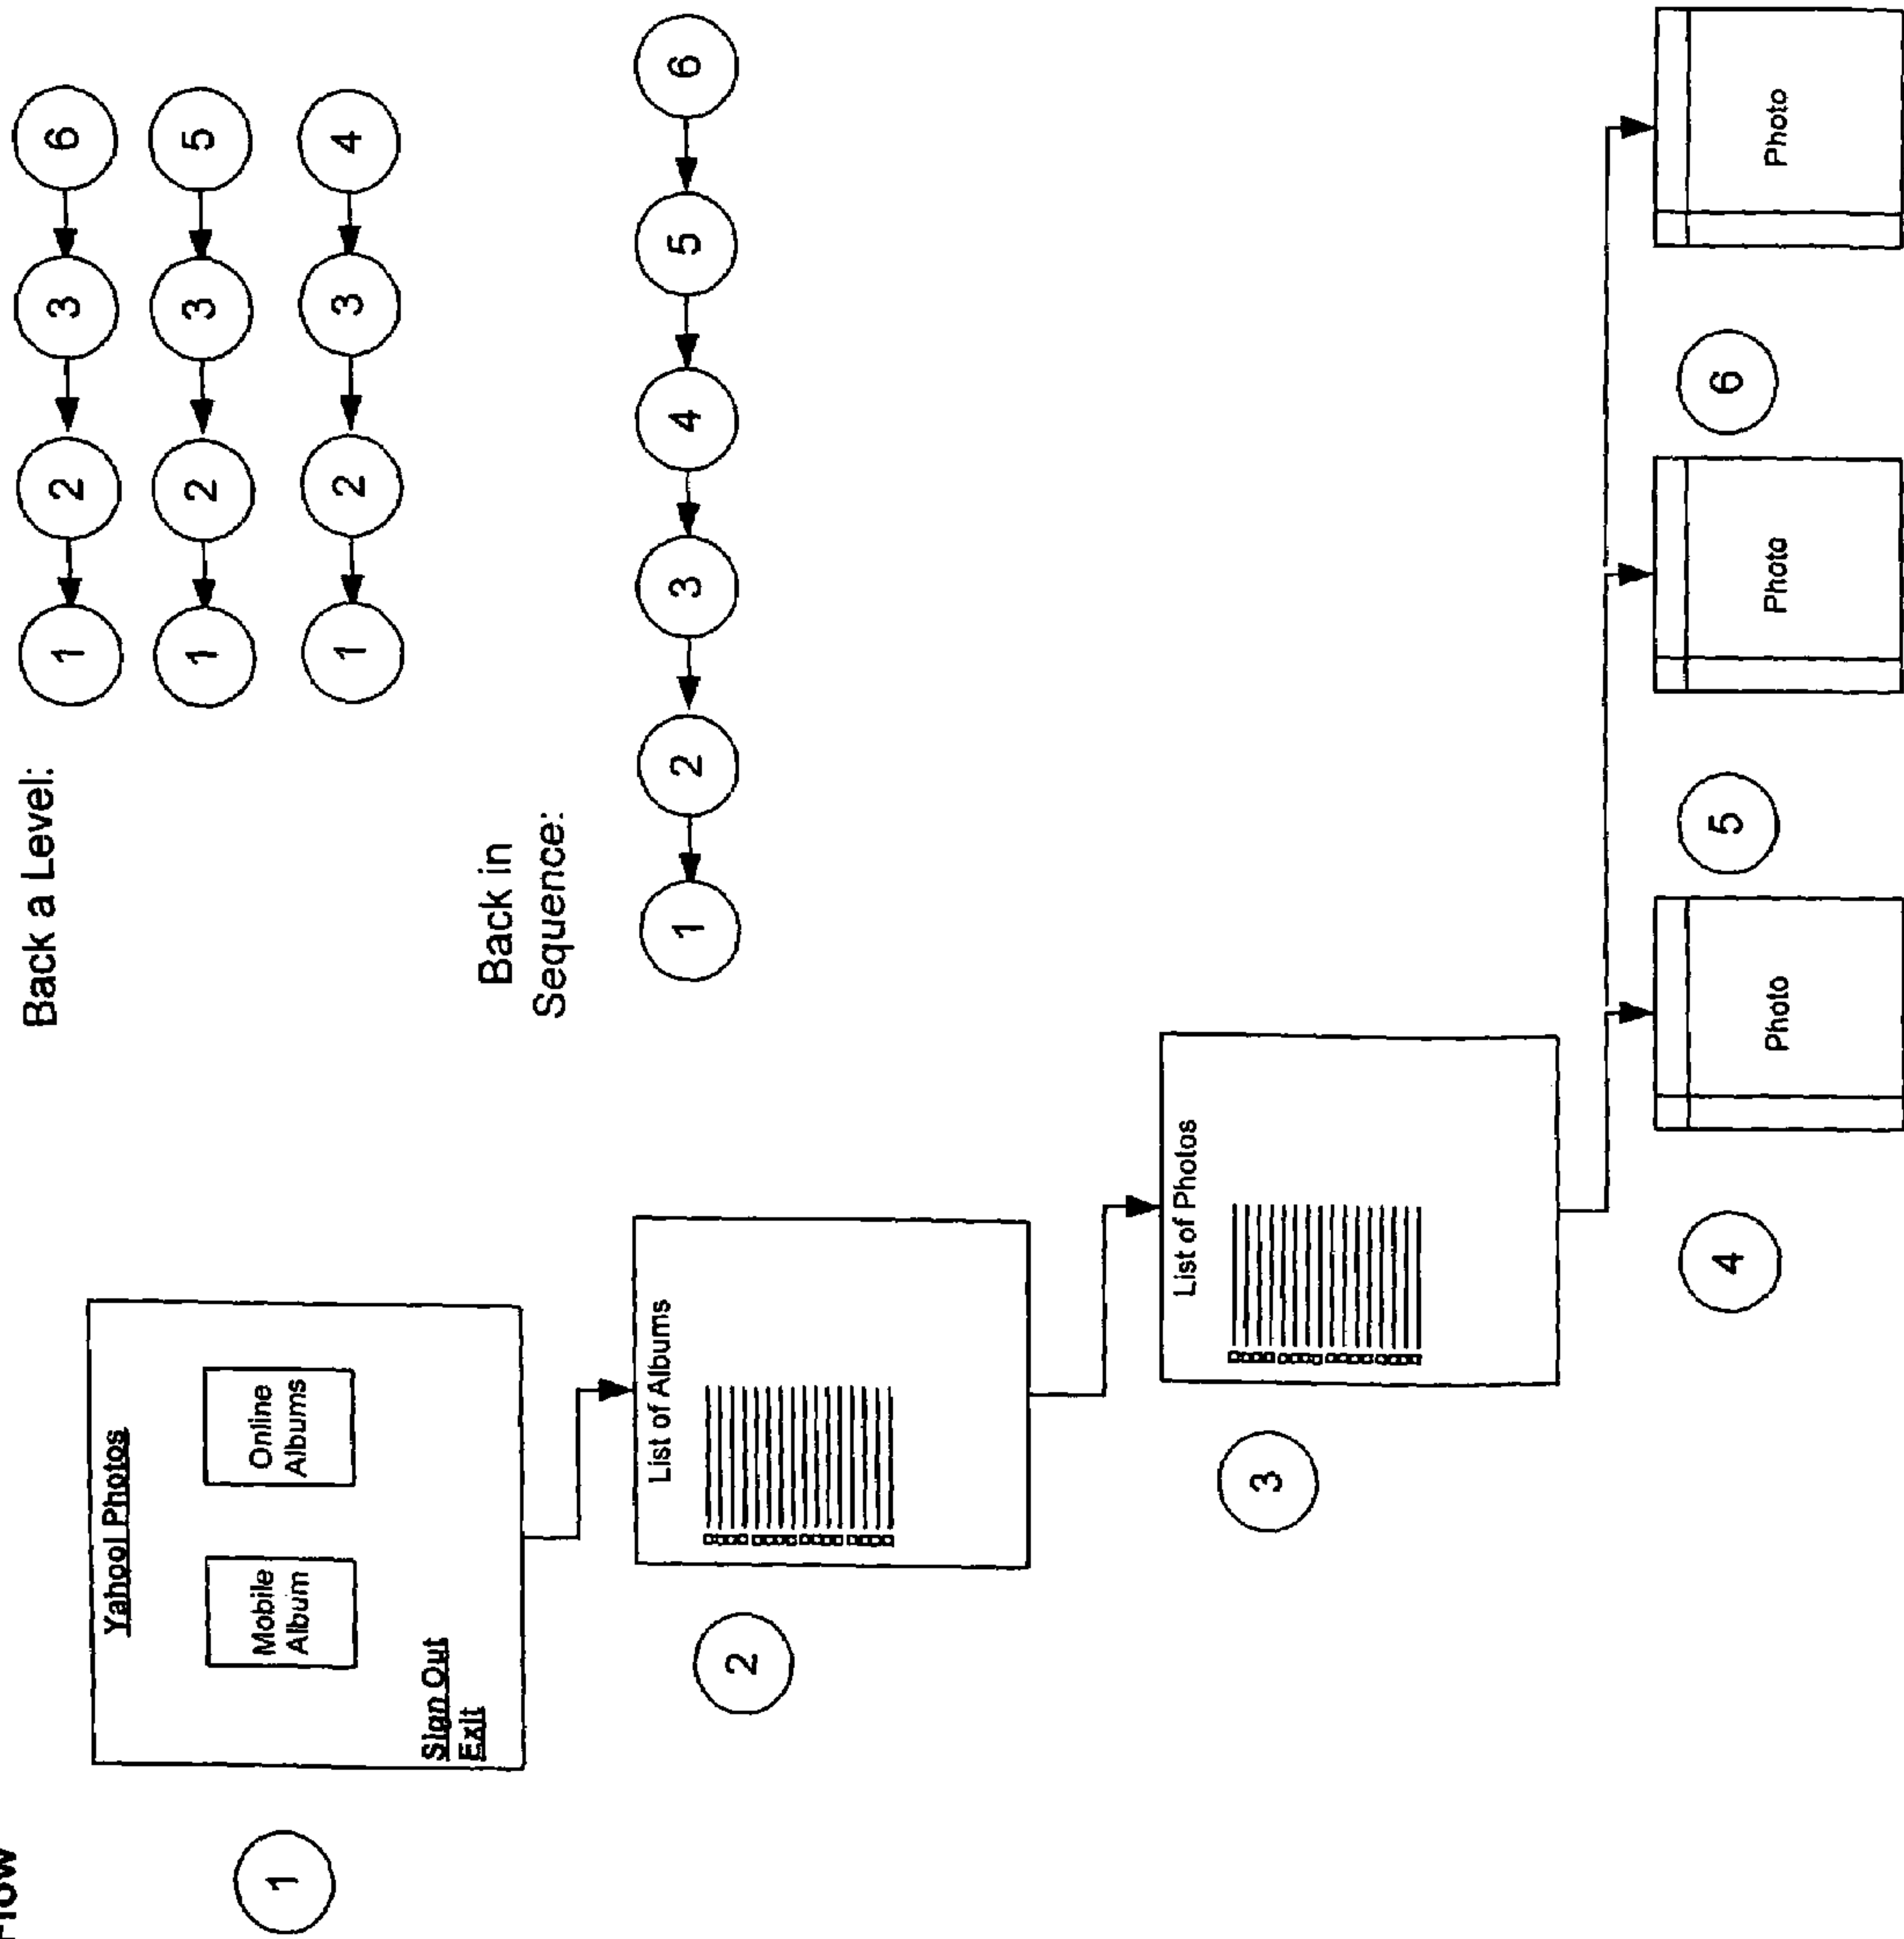 Flow
1
Yahoo! Photos
Mobile
Album
Online
Albums
Sign Out
Exit
Back a Level:
1 2 3 6
1 2 3 5
1 2 3 4
Back in
Sequence:
1 2 3 4 5 6
2
List of Albums
3
List of Photos
4
Photo
5
Photo
6
Photo